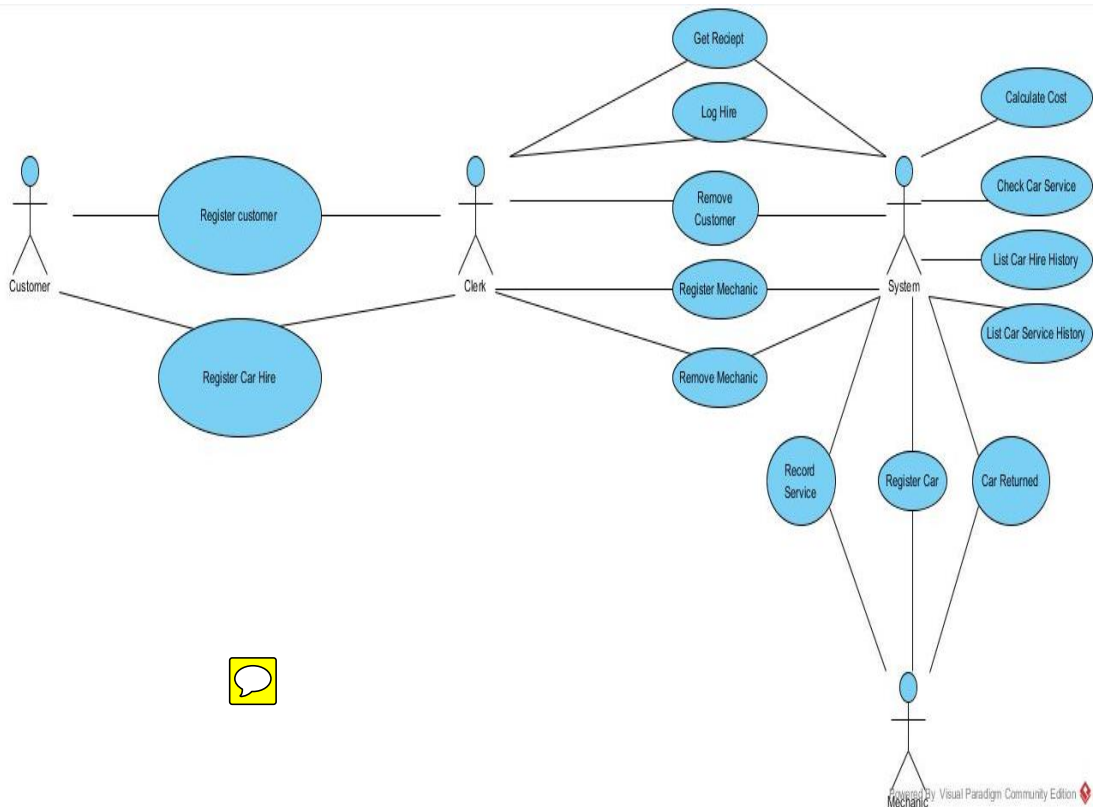 Get Reciept
Log Hire
Calculate Cost
Register customer
Remove
Customer
Check Car Service
List Car Hire History
Customer
Clerk
Register Mechanic
System
List Car Service History
Register Car Hire
Remove Mechanic
Record
Service
Register Car
Car Returned
Mechanic
Powered By Visual Paradigm Community Edition